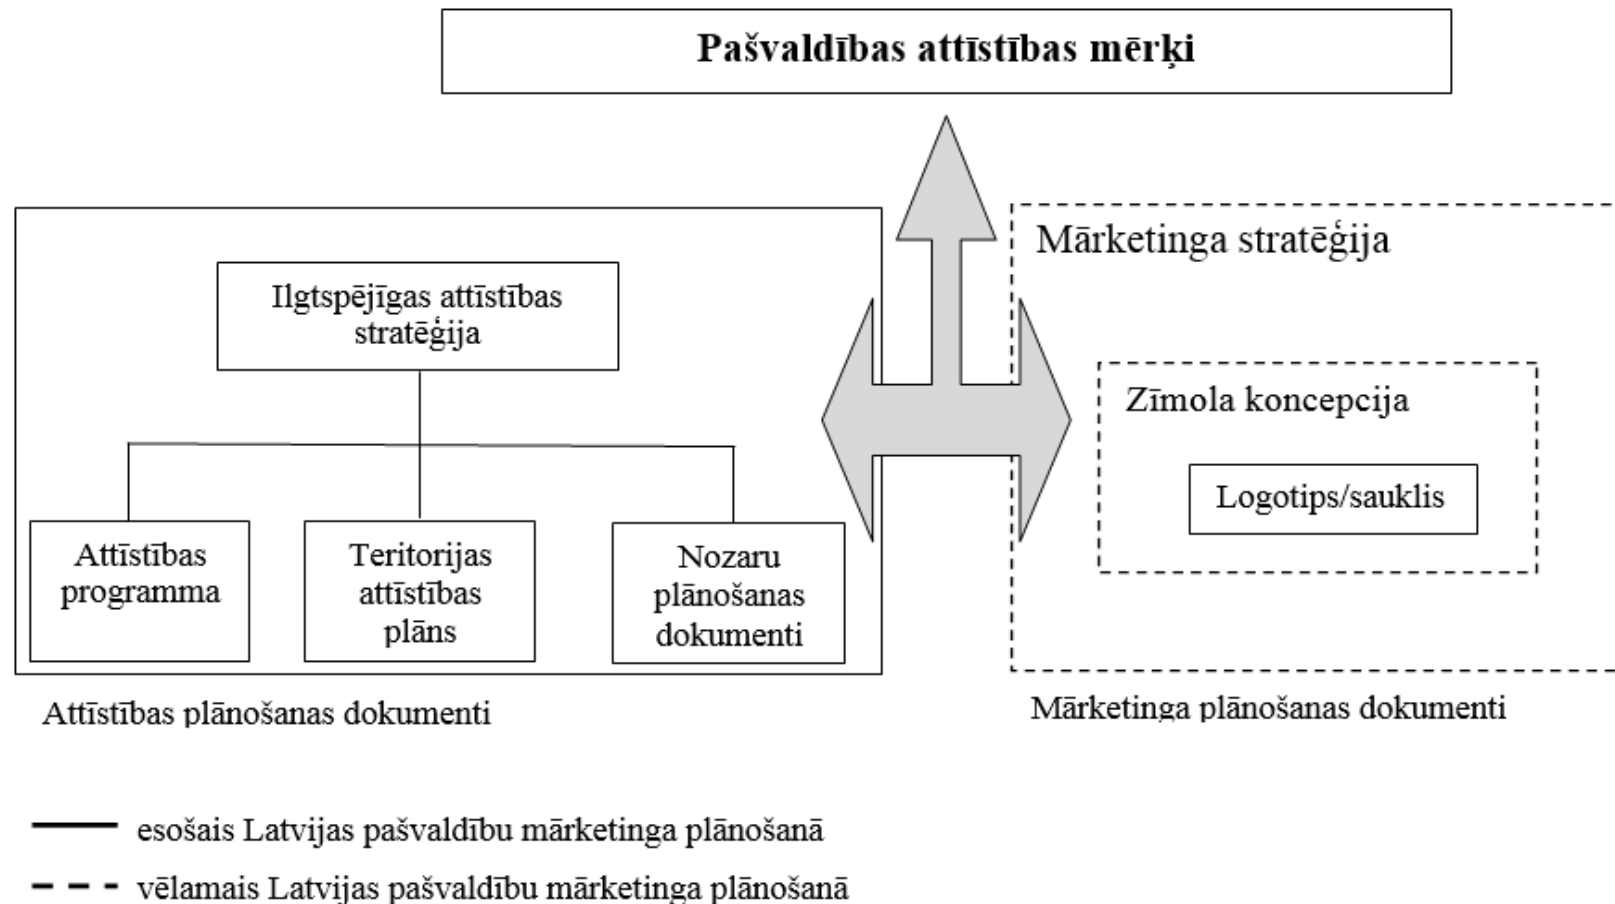 Pašvaldības attīstības mērķi
Ilgtspējīgas attīstības
stratēģija
Attīstības
programma
Teritorijas
attīstības
plāns
Nozaru
plānošanas
dokumenti
Attīstības plānošanas dokumenti
Mārketinga stratēģija
Zīmola koncepcija
Logotips/sauklis
Mārketinga plānošanas dokumenti
esošais Latvijas pašvaldību mārketinga plānošanā
vēlamais Latvijas pašvaldību mārketinga plānošanā